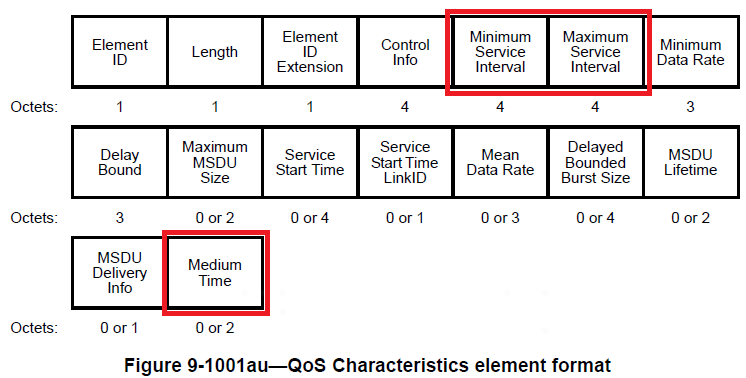 Element ID
Length
Element ID Extension
Control Info
Minimum Service Interval
Maximum Service Interval
Minimum Data Rate
Octets: 1 1 1 4 4 4 3
Delay Bound
Maximum MSDU Size
Service Start Time
Service Start Time LinkID
Mean Data Rate
Delayed Bounded Burst Size
MSDU Lifetime
Octets: 3 0 or 2 0 or 4 0 or 1 0 or 3 0 or 4 0 or 2
MSDU Delivery Info
Medium Time
Octets: 0 or 1 0 or 2
Figure 9-1001au—QoS Characteristics element format